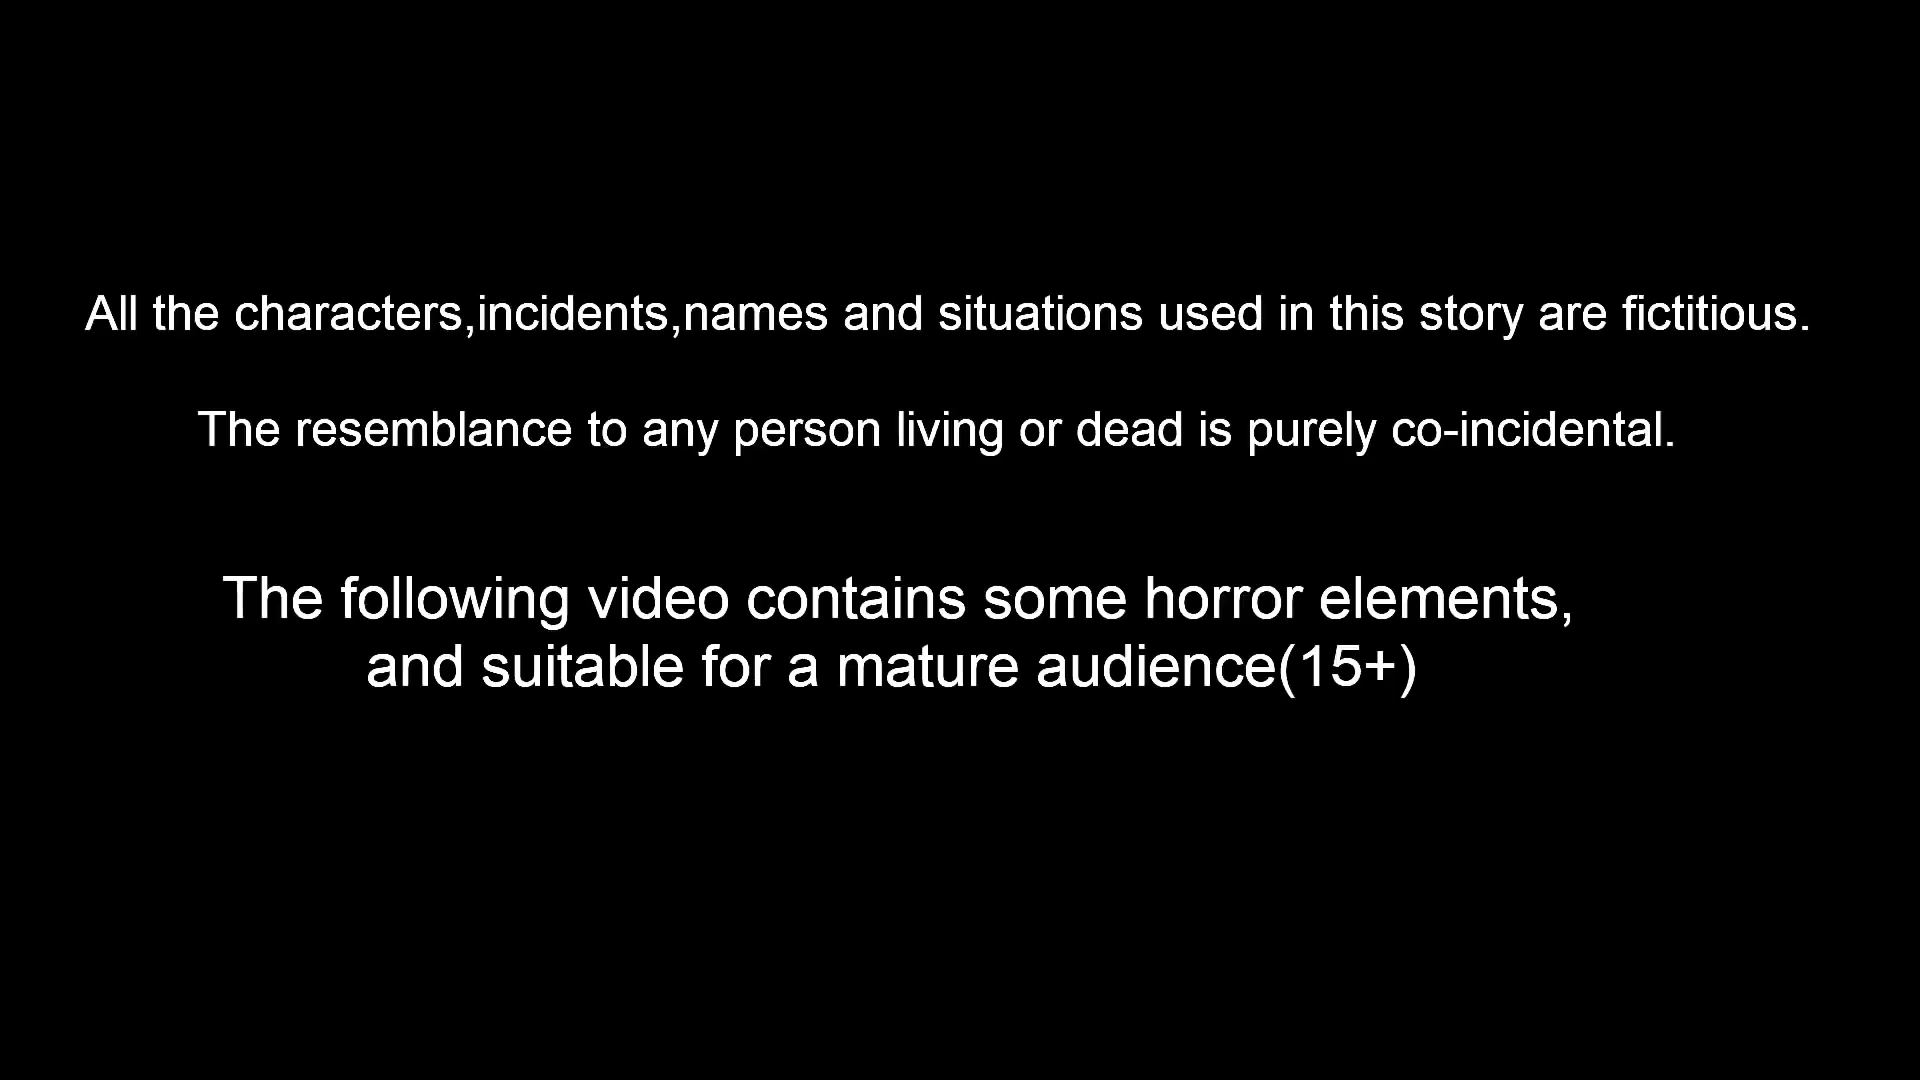 All the characters,incidents,names and situations used in this story are fictitious.
The resemblance to any person living or dead is purely co-incidental.
The following video contains some horror elements,
and suitable for a mature audience(15+)